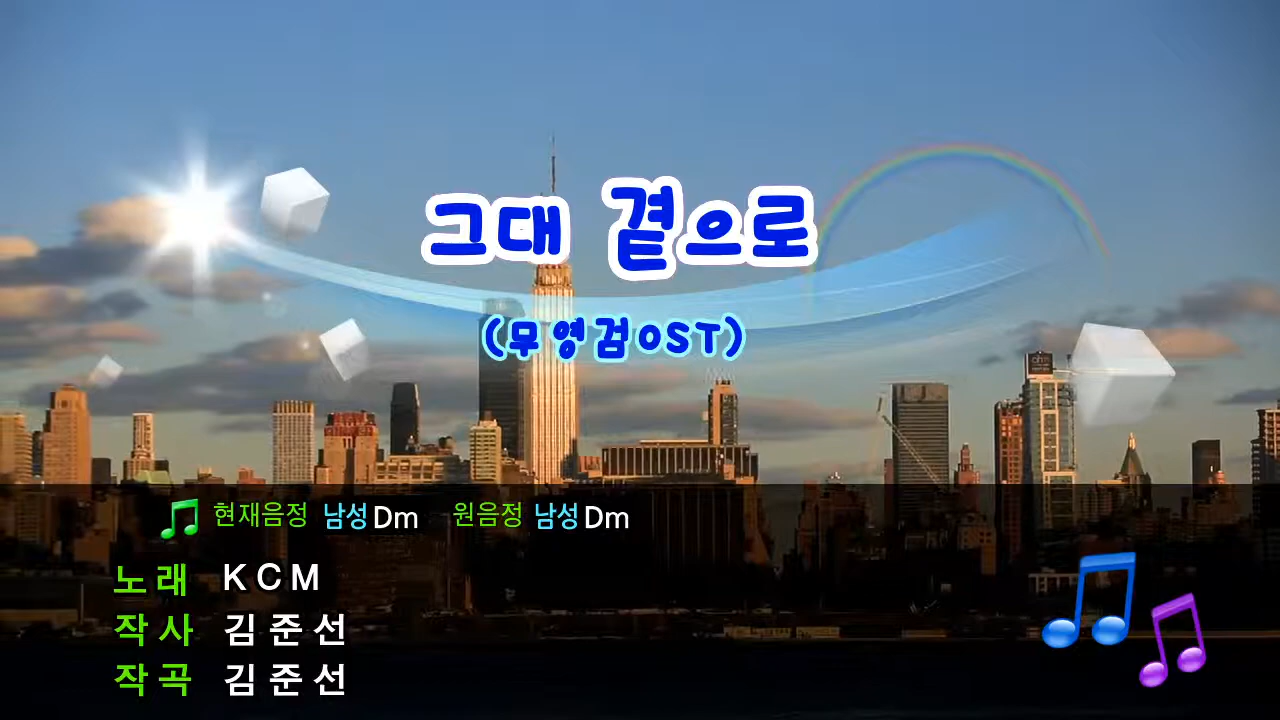 그대 곁으로
(무영검OST)
현재음정 남성Dm 원음정 남성Dm
노래 KCM
작사 김준선
작곡 김준선